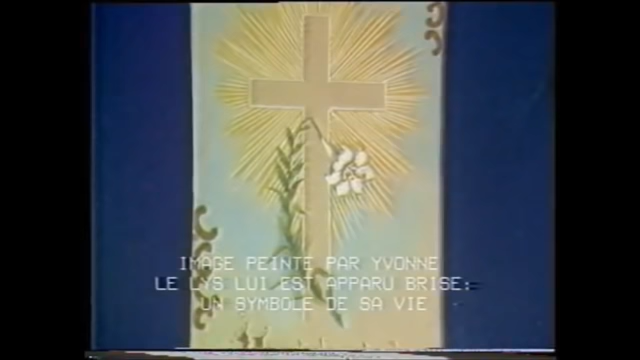 IMAGE PEINTE PAR YVONNE
LE LYS LUI EST APPARU BRISE:
UN SYMBOLE DE SA VIE